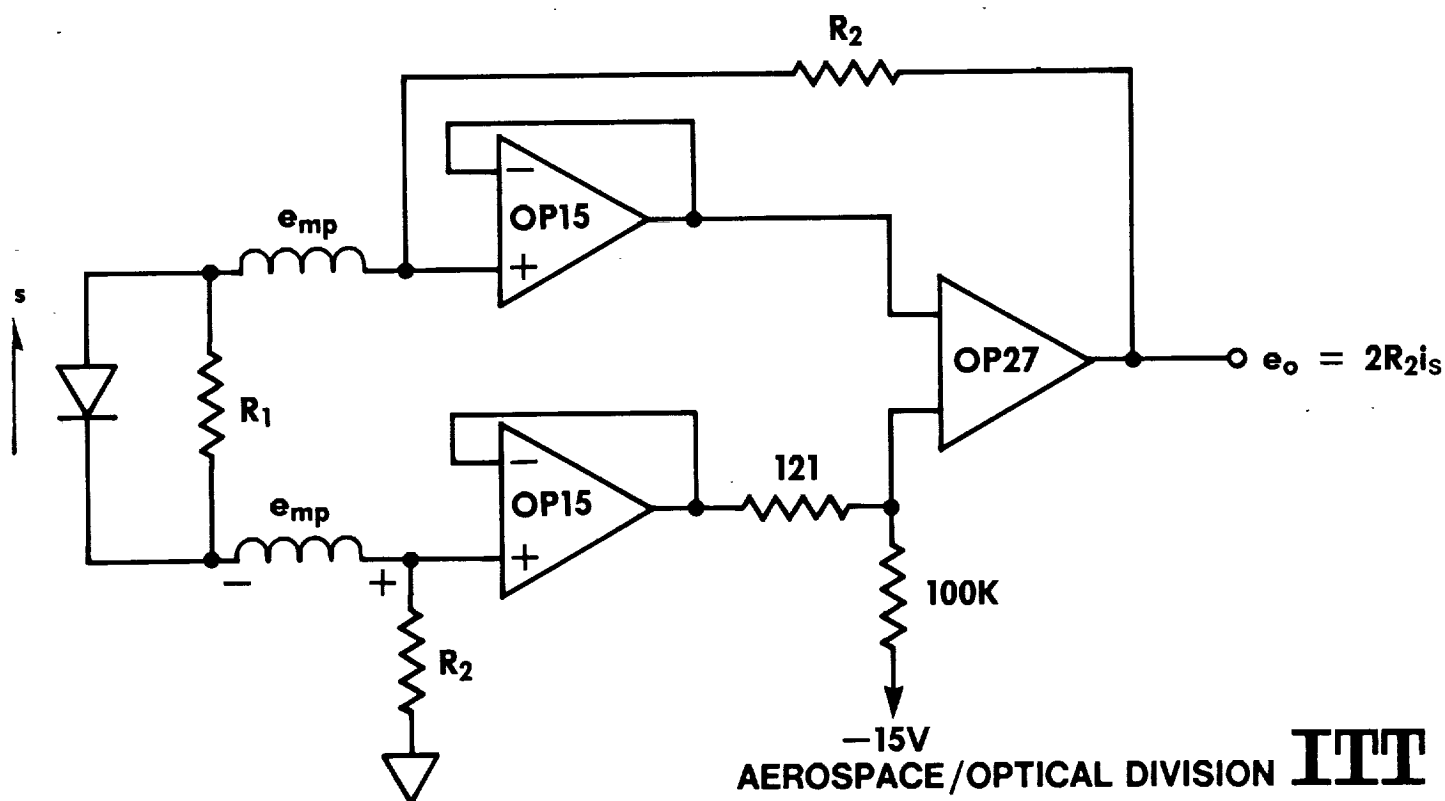 R2
−
OP15
+
emp
s
R1
OP27
eo = 2R2is
emp
−
OP15
+
− +
121
100K
R2
−15V
AEROSPACE/OPTICAL DIVISION ITT